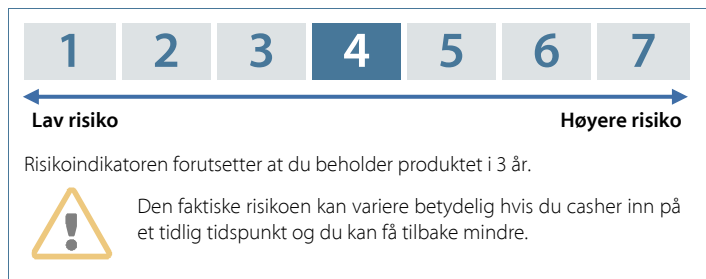 1 2 3 4 5 6 7
Lav risiko Høyere risiko
Risikoindikatoren forutsetter at du beholder produktet i 3 år.
Den faktiske risikoen kan variere betydelig hvis du casher inn på
et tidlig tidspunkt og du kan få tilbake mindre.